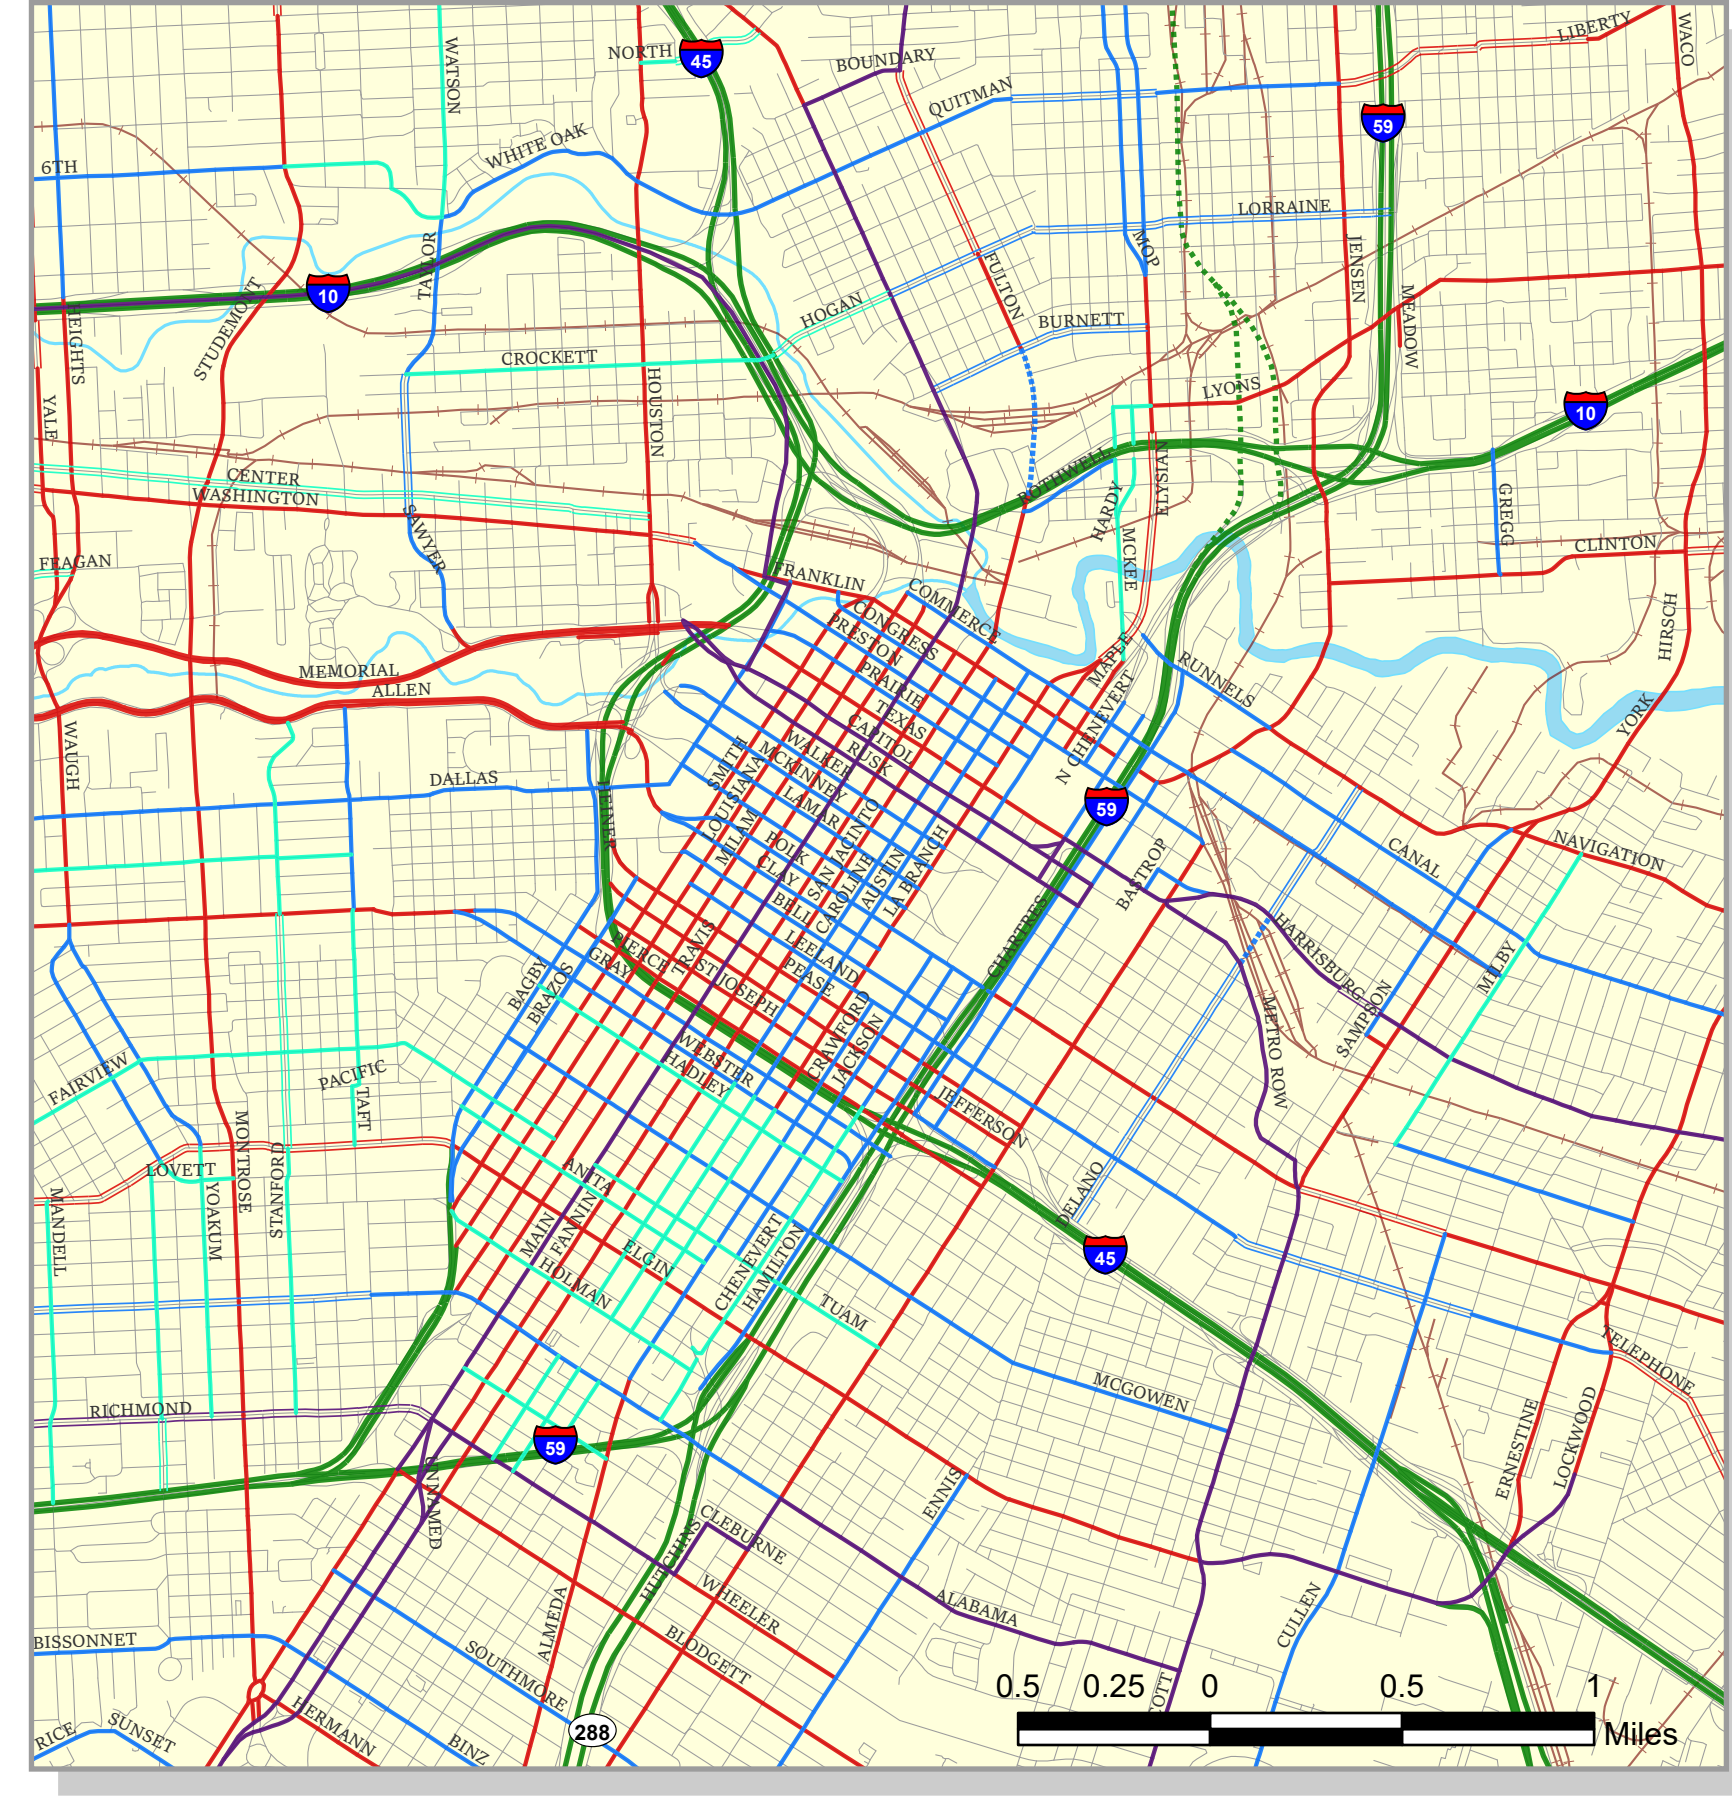 LIBERTY
WACO
WATSON
NORTH
45
BOUNDARY
QUITMAN
59
WHITE OAK
6TH
LORRAINE
MOP
JENSEN
TAYLOR
FULTON
10
STUDEMONT
HEIGHTS
HOGAN
BURNETT
MEADOW
CROCKETT
HOUSTON
LYONS
10
YALE
CENTER
WASHINGTON
ROTHWELL
ELYSIAN
HARDY
GREGG
SAWYER
CLINTON
FEAGAN
MCKEE
FRANKLIN
COMMERCE
CONGRESS
PRESTON
HIRSCH
MEMORIAL
ALLEN
PRAIRIE
MAPLE
RUNNELS
N CHENEVERT
YORK
WAUGH
TEXAS
CAPITOL
RUSK
WALKER
MCKINNEY
LAMAR
SMITH
LOUISIANA
MILAM
DALLAS
HEINER
59
SAN JACINTO
CAROLINE
AUSTIN
LA BRANCH
POLK
CLAY
BELL
LEELAND
PEASE
BASTROP
CANAL
NAVIGATION
CHARTRES
HARRISBURG
MILBY
SAMPSON
TRAVIS
PIERCE
GRAY
ST JOSEPH
BAGBY
BRAZOS
CRAWFORD
JACKSON
METRO ROW
WEBSTER
HADLEY
FAIRVIEW
PACIFIC
TAFT
JEFFERSON
MONTROSE
LOVETT
YOAKUM
STANFORD
MANDELL
ANITA
MAIN
FANNIN
ELGIN
HOLMAN
CHENEVERT
HAMILTON
DELANO
45
TUAM
TELEPHONE
MCGOWEN
RICHMOND
59
ERNESTINE
LOCKWOOD
UNNAMED
ENNIS
CLEBURNE
HUTCHINS
WHEELER
ALABAMA
CULLEN
BISSONNET
ALMEDA
BLODGETT
SOUTHMORE
HERMANN
BINZ
RICE
SUNSET
288
0.5 0.25 0 0.5 1
Miles